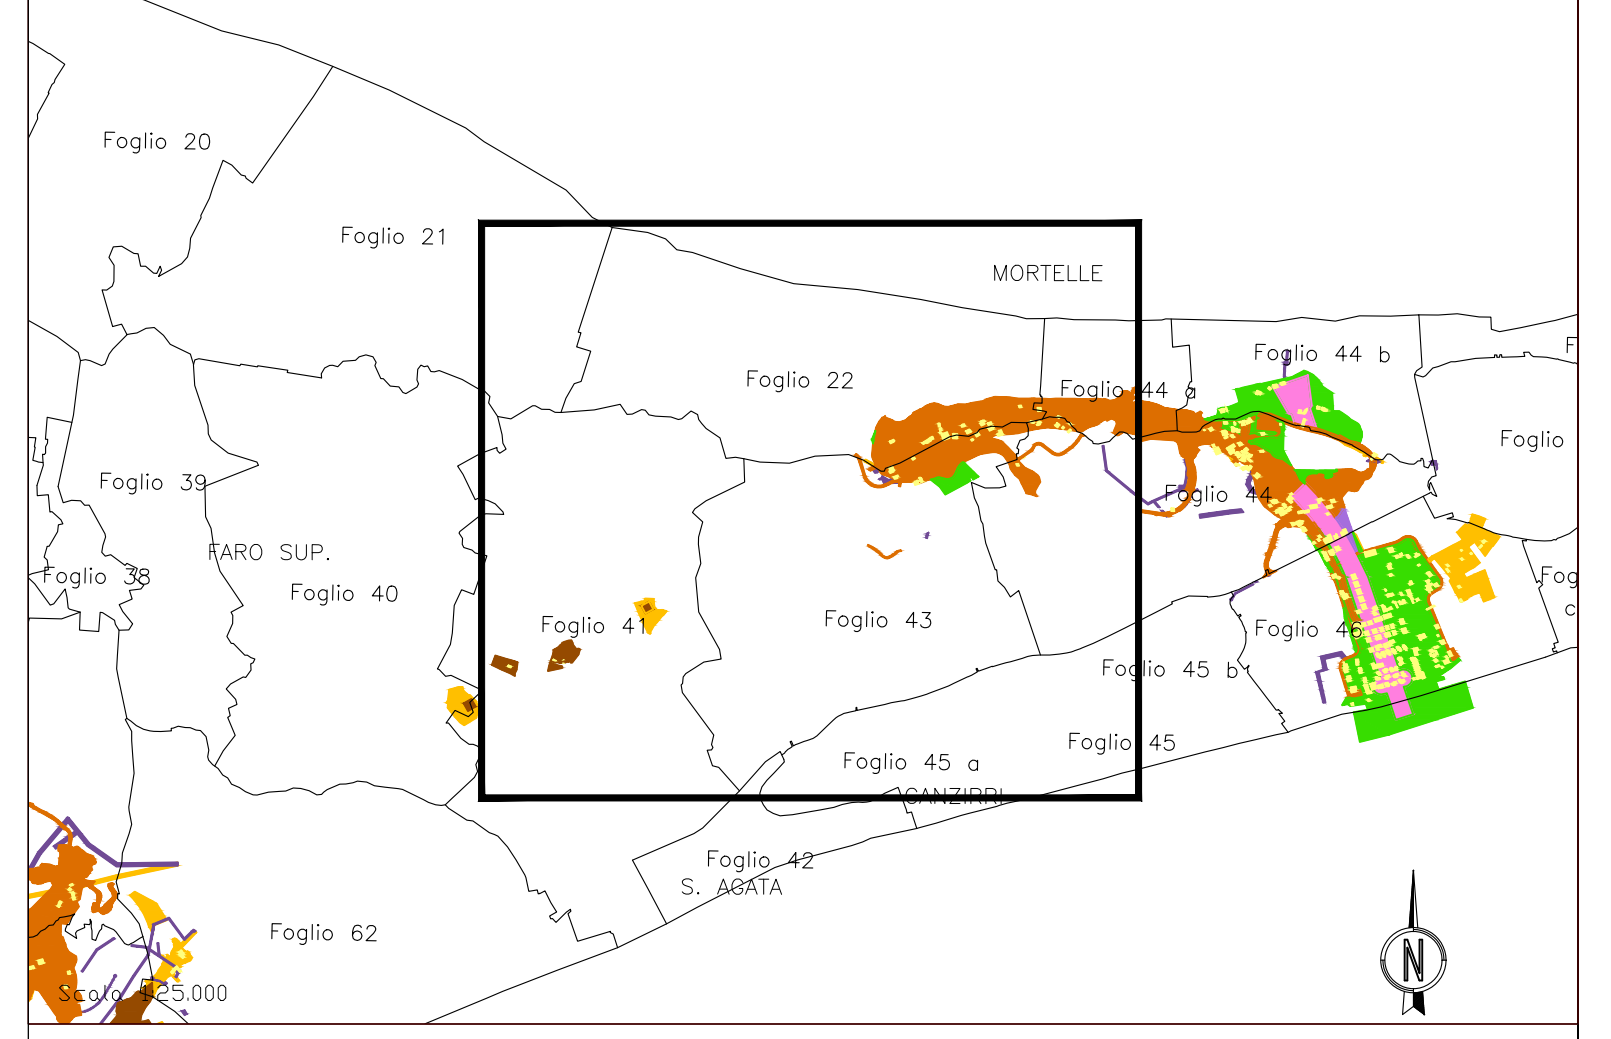 Foglio 20
Foglio 21
MORTELLE
Foglio 44 b
F
Foglio 22
Foglio 44 a
Foglio
Foglio 39
Foglio 44
FARO SUP.
Foglio 38
Foglio 40
Fog
c
Foglio 41
Foglio 43
Foglio 46
Foglio 45 b
Foglio 45
Foglio 45 a
GANZIRRI
Foglio 42
S. AGATA
Foglio 62
N
Scala 1:25.000